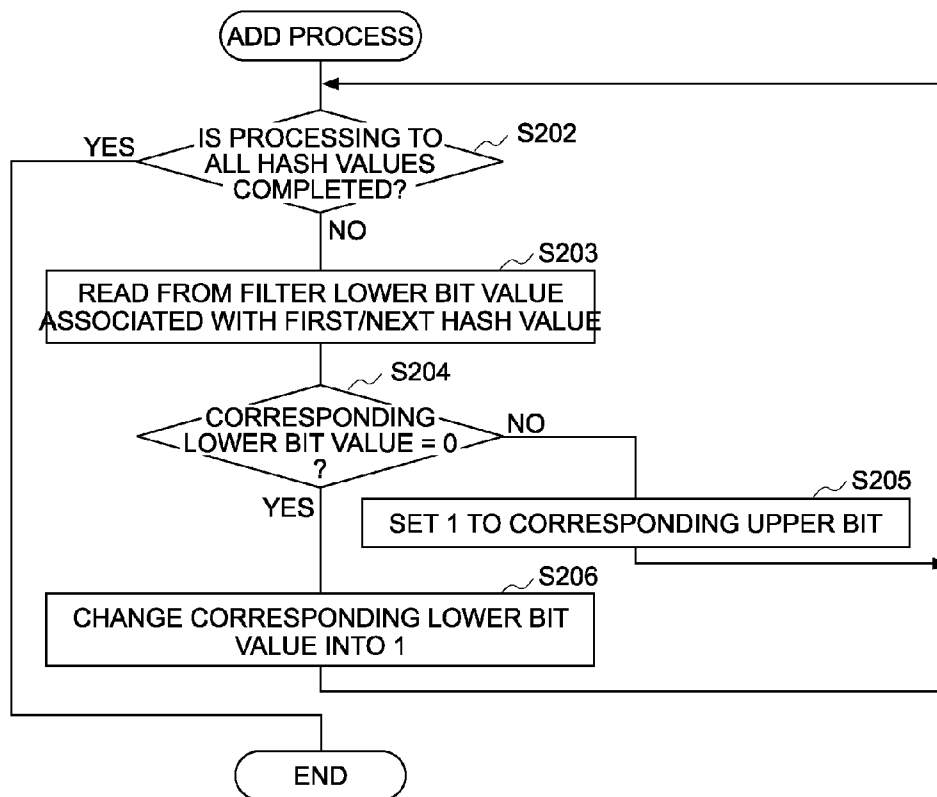 ADD PROCESS
YES
IS PROCESSING TO
ALL HASH VALUES
COMPLETED?
S202
NO
S203
READ FROM FILTER LOWER BIT VALUE
ASSOCIATED WITH FIRST/NEXT HASH VALUE
S204
CORRESPONDING
LOWER BIT VALUE = 0
?
NO
YES
S205
SET 1 TO CORRESPONDING UPPER BIT
S206
CHANGE CORRESPONDING LOWER BIT
VALUE INTO 1
END